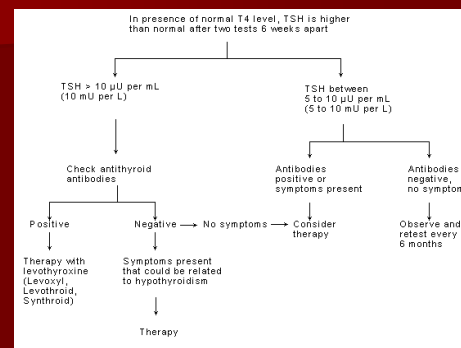 In presence of normal T4 level, TSH is higher
than normal after two tests 6 weeks apart
TSH > 10 µU per mL
(10 mU per L)
TSH between
5 to 10 µU per mL
(5 to 10 mU per L)
Check antithyroid
antibodies
Antibodies
positive or
symptoms present
Antibodies
negative,
no symptom
Positive
Negative
No symptoms
Consider
therapy
Observe and
retest every
6 months
Therapy with
levothyroxine
(Levoxyl,
Levothroid,
Synthroid)
Symptoms present
that could be related
to hypothyroidism
Therapy